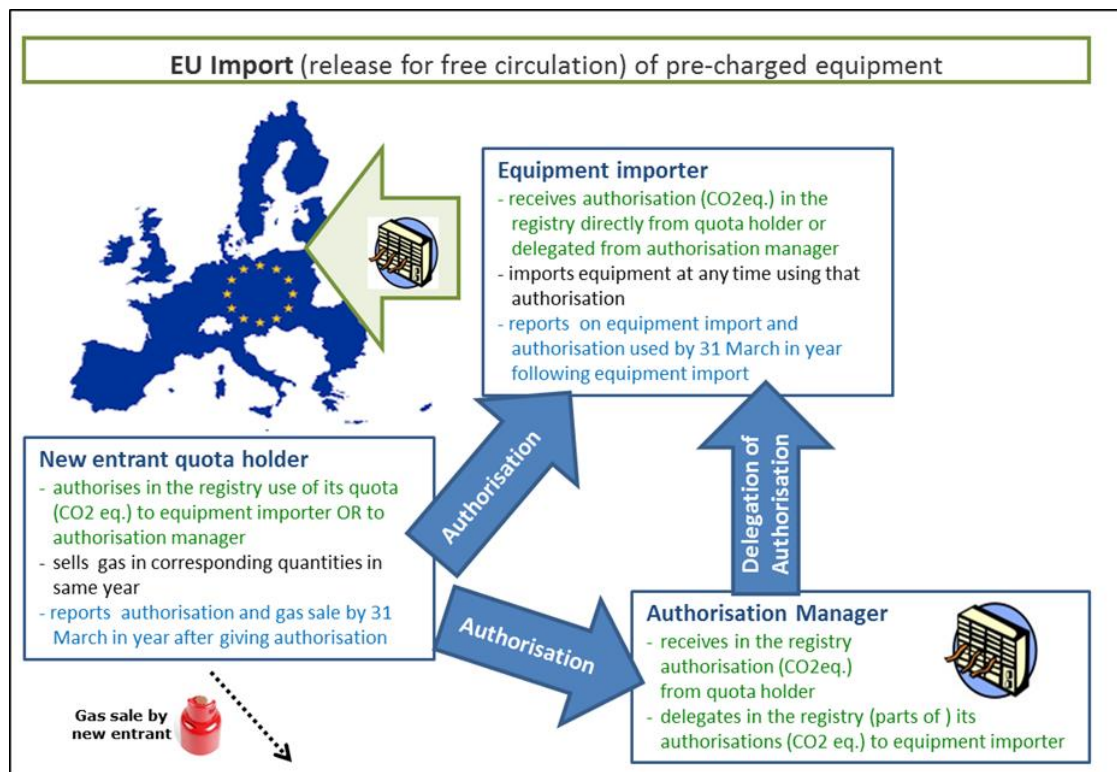 EU Import (release for free circulation) of pre-charged equipment
Equipment importer
- receives authorisation (CO2eq.) in the
registry directly from quota holder or
delegated from authorisation manager
- imports equipment at any time using that
authorisation
- reports on equipment import and
authorisation used by 31 March in year
following equipment import
New entrant quota holder
- authorises in the registry use of its quota
(CO2 eq.) to equipment importer OR to
authorisation manager
- sells gas in corresponding quantities in
same year
- reports authorisation and gas sale by 31
March in year after giving authorisation
Authorisation
Authorisation
Delegation of
Authorisation
Authorisation Manager
- receives in the registry
authorisation (CO2eq.)
from quota holder
- delegates in the registry (parts of ) its
authorisations (CO2 eq.) to equipment importer
Gas sale by
new entrant